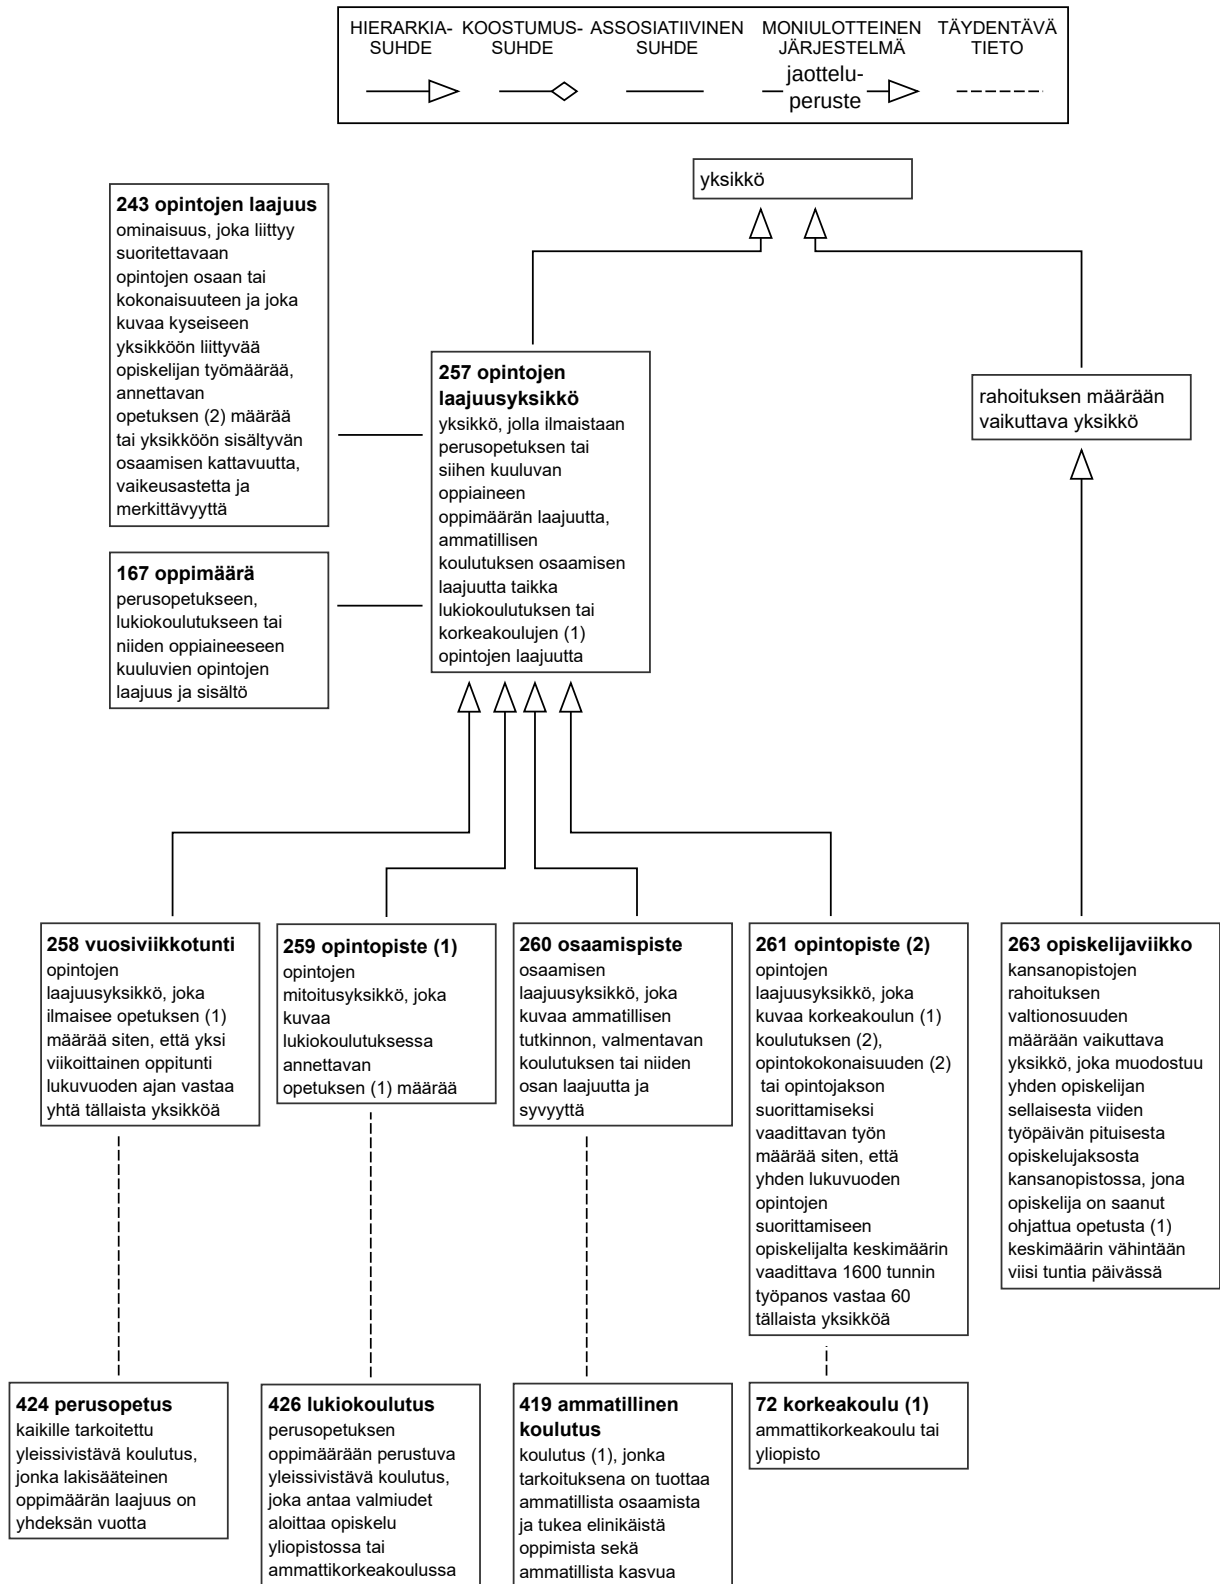 HIERARKIA-
SUHDE
KOOSTUMUS-
SUHDE
ASSOSIATIIVINEN
SUHDE
MONIULOTTEINEN
JÄRJESTELMÄ
jaottelu-
peruste
TÄYDENTÄVÄ
TIETO
yksikkö
243 opintojen laajuus
ominaisuus, joka liittyy
suoritettavaan
opintojen osaan tai
kokonaisuuteen ja joka
kuvaa kyseiseen
yksikköön liittyvää
opiskelijan työmäärää,
annettavan
opetuksen (2) määrää
tai yksikköön sisältyvän
osaamisen kattavuutta,
vaikeusastetta ja
merkittävyyttä
257 opintojen
laajuusyksikkö
yksikkö, jolla ilmaistaan
perusopetuksen tai
siihen kuuluvan
oppiaineen
oppimäärän laajuutta,
ammatillisen
koulutuksen osaamisen
laajuutta taikka
lukiokoulutuksen tai
korkeakoulujen (1)
opintojen laajuutta
rahoituksen määrään
vaikuttava yksikkö
167 oppimäärä
perusopetukseen,
lukiokoulutukseen tai
niiden oppiaineeseen
kuuluvien opintojen
laajuus ja sisältö
258 vuosiviikkotunti
opintojen
laajuusyksikkö, joka
ilmaisee opetuksen (1)
määrää siten, että yksi
viikoittainen oppitunti
lukuvuoden ajan vastaa
yhtä tällaista yksikköä
259 opintopiste (1)
opintojen
mitoitusyksikkö, joka
kuvaa
lukiokoulutuksessa
annettavan
opetuksen (1) määrää
260 osaamispiste
osaamisen
laajuusyksikkö, joka
kuvaa ammatillisen
tutkinnon, valmentavan
koulutuksen tai niiden
osan laajuutta ja
syvyyttä
261 opintopiste (2)
opintojen
laajuusyksikkö, joka
kuvaa korkeakoulun (1)
koulutuksen (2),
opintokokonaisuuden (2)
tai opintojakson
suorittamiseksi
vaadittavan työn
määrää siten, että
yhden lukuvuoden
opintojen
suorittamiseen
opiskelijalta keskimäärin
vaadittava 1600 tunnin
työpanos vastaa 60
tällaista yksikköä
263 opiskelijaviikko
kansanopistojen
rahoituksen
valtionosuuden
määrään vaikuttava
yksikkö, joka muodostuu
yhden opiskelijan
sellaisesta viiden
työpäivän pituisesta
opiskelujaksosta
kansanopistossa, jona
opiskelija on saanut
ohjattua opetusta (1)
keskimäärin vähintään
viisi tuntia päivässä
424 perusopetus
kaikille tarkoitettu
yleissivistävä koulutus,
jonka lakisääteinen
oppimäärän laajuus on
yhdeksän vuotta
426 lukiokoulutus
perusopetuksen
oppimäärään perustuva
yleissivistävä koulutus,
joka antaa valmiudet
aloittaa opiskelu
yliopistossa tai
ammattikorkeakoulussa
419 ammatillinen
koulutus
koulutus (1), jonka
tarkoituksena on tuottaa
ammatillista osaamista
ja tukea elinikäistä
oppimista sekä
ammatillista kasvua
72 korkeakoulu (1)
ammattikorkeakoulu tai
yliopisto